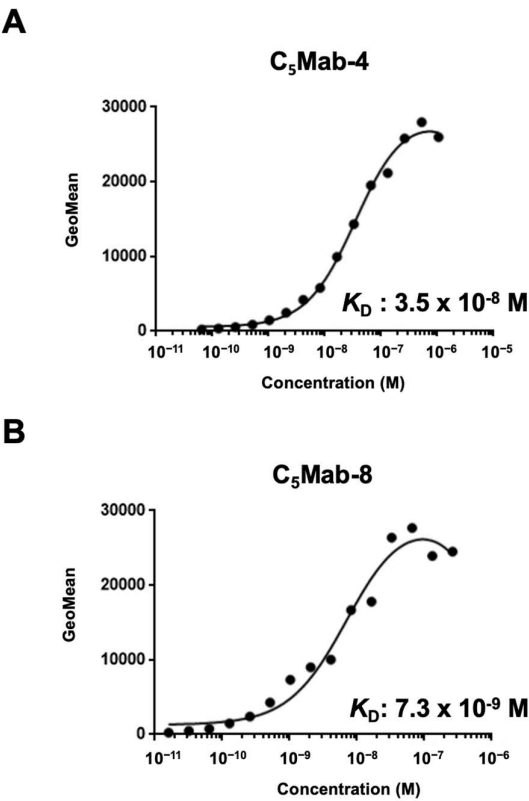 A
C₅Mab-4
30000
20000
10000
0
GeoMean
K_D : 3.5 x 10⁻⁸ M
10⁻¹¹ 10⁻¹⁰ 10⁻⁹ 10⁻⁸ 10⁻⁷ 10⁻⁶ 10⁻⁵
Concentration (M)
B
C₅Mab-8
30000
20000
10000
0
GeoMean
K_D: 7.3 x 10⁻⁹ M
10⁻¹¹ 10⁻¹⁰ 10⁻⁹ 10⁻⁸ 10⁻⁷ 10⁻⁶
Concentration (M)